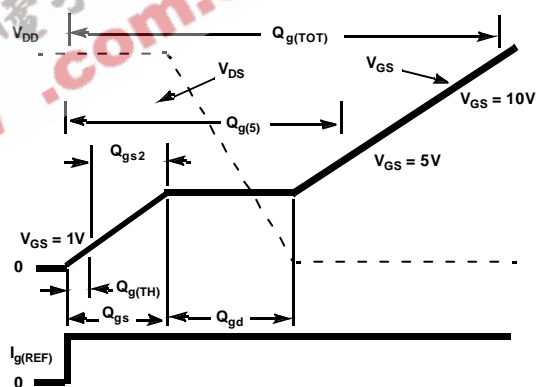 .com.
V_DD
Q_g(TOT)
V_DS
V_GS
V_GS = 10V
Q_g(5)
Q_gs2
V_GS = 5V
V_GS = 1V
0
Q_g(TH)
Q_gs
Q_gd
I_g(REF)
0